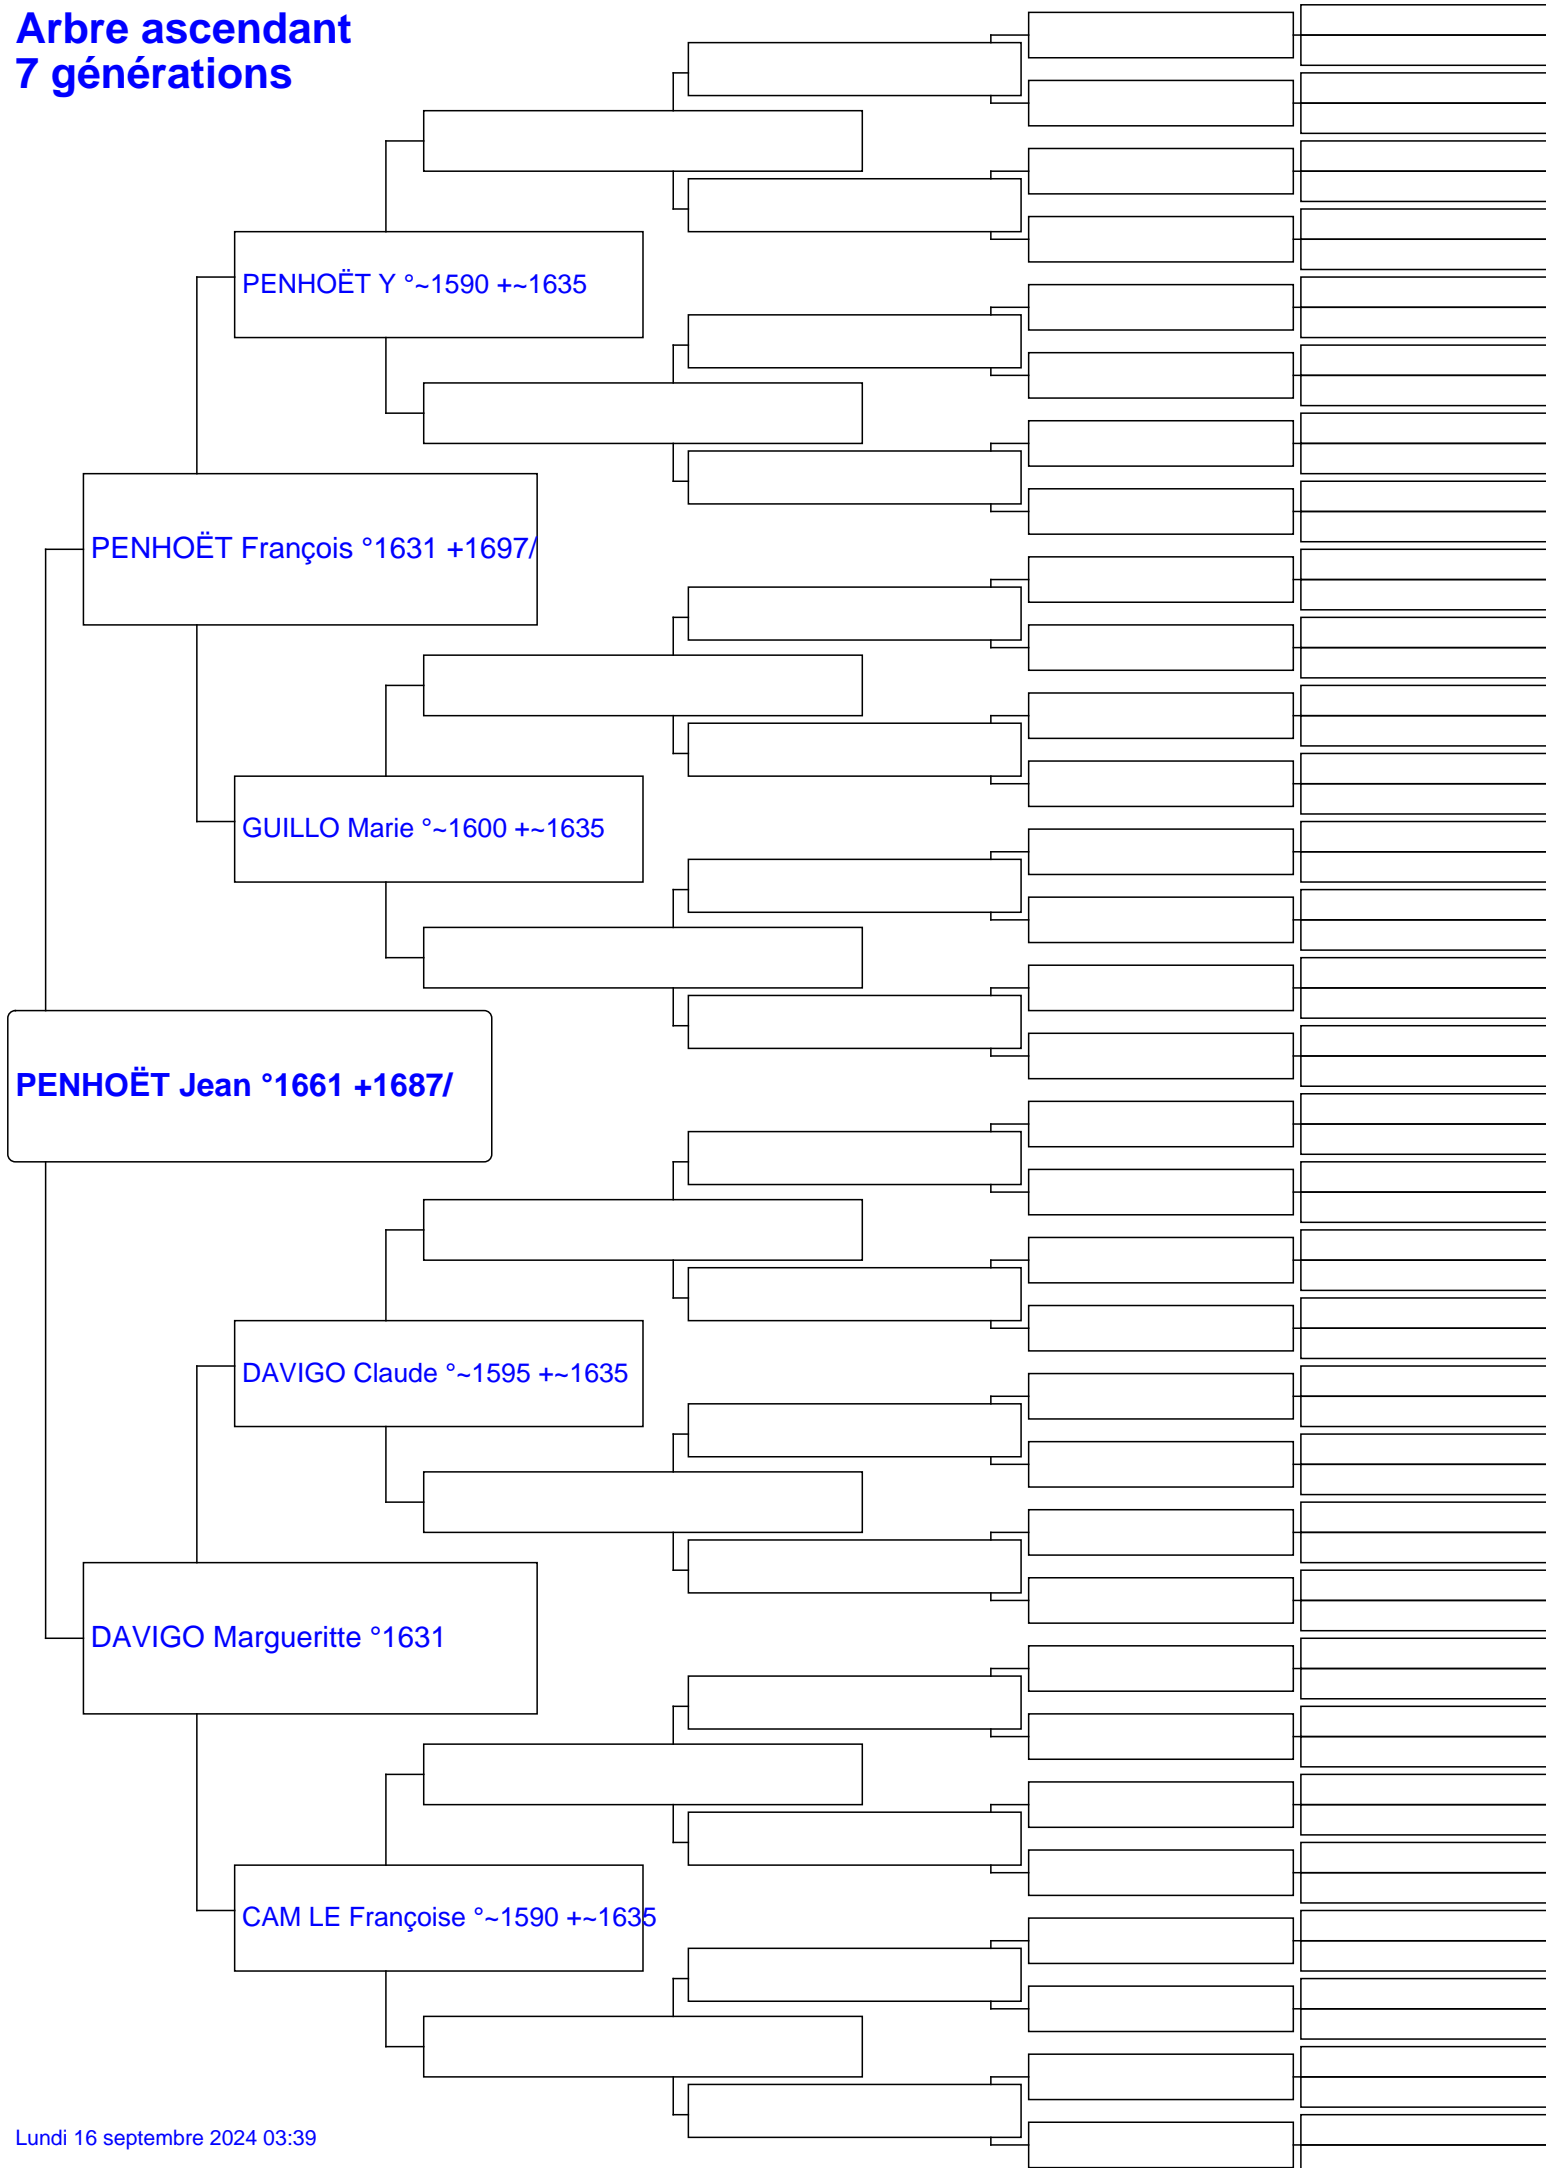 Arbre ascendant
7 générations
PENHOËT Y °~1590 +~1635
PENHOËT François °1631 +1697/
GUILLO Marie °~1600 +~1635
PENHOËT Jean °1661 +1687/
DAVIGO Claude °~1595 +~1635
DAVIGO Margueritte °1631
CAM LE Françoise °~1590 +~1635
Lundi 16 septembre 2024 03:39